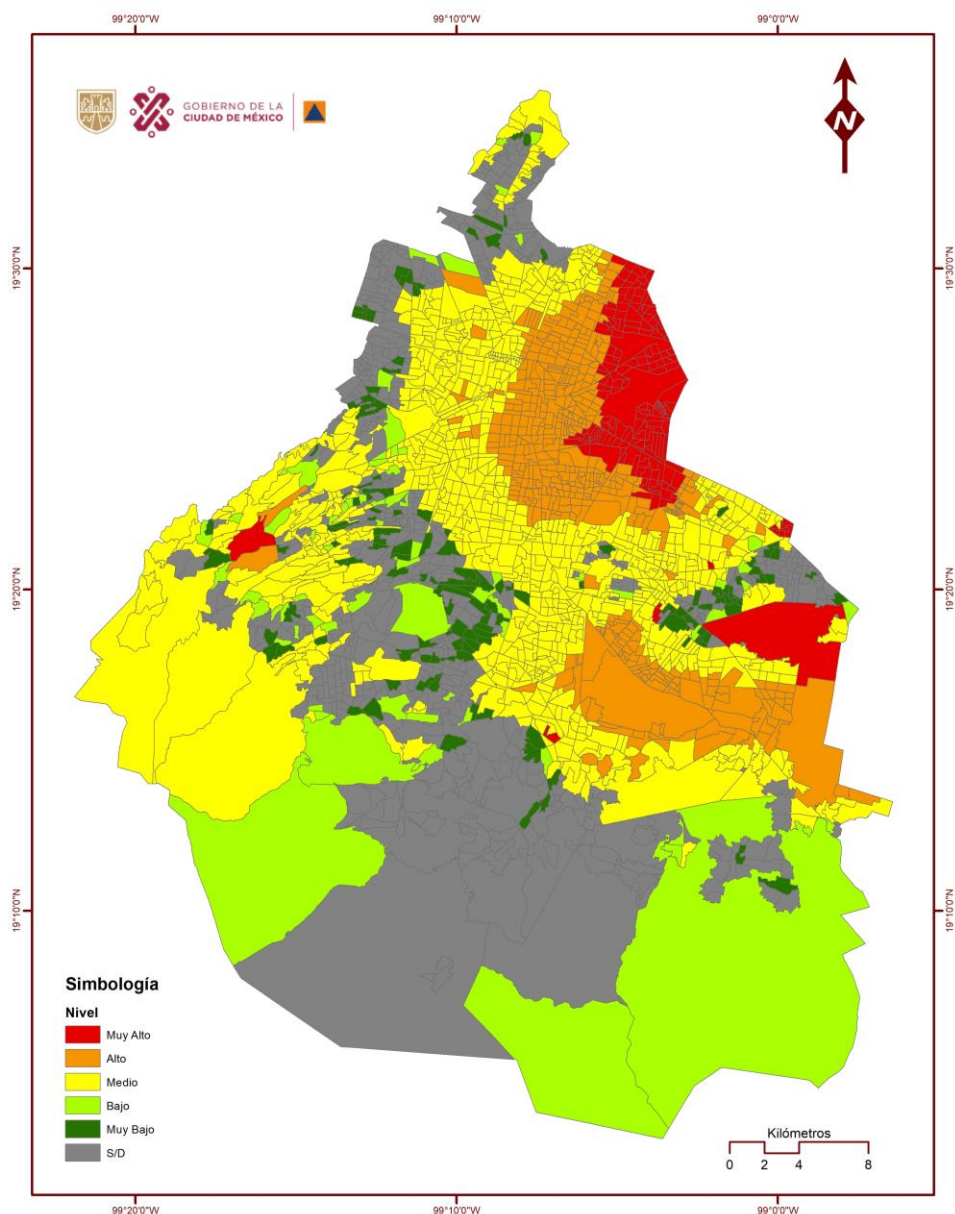 99°20'0"W
99°10'0"W
99°0'0"W
GOBIERNO DE LA
CIUDAD DE MÉXICO
N
19°30'0"N
19°30'0"N
19°20'0"N
19°20'0"N
19°10'0"N
19°10'0"N
Simbología
Nivel
Muy Alto
Alto
Medio
Bajo
Muy Bajo
S/D
Kilómetros
0 2 4 8
99°20'0"W
99°10'0"W
99°0'0"W